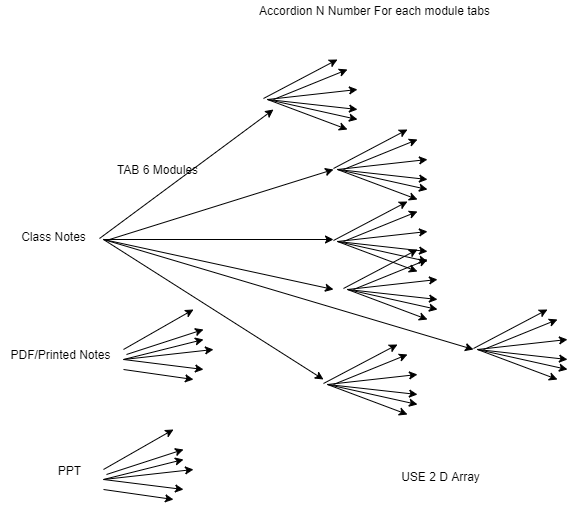 Accordion N Number For each module tabs
TAB 6 Modules
Class Notes
PDF/Printed Notes
PPT
USE 2 D Array